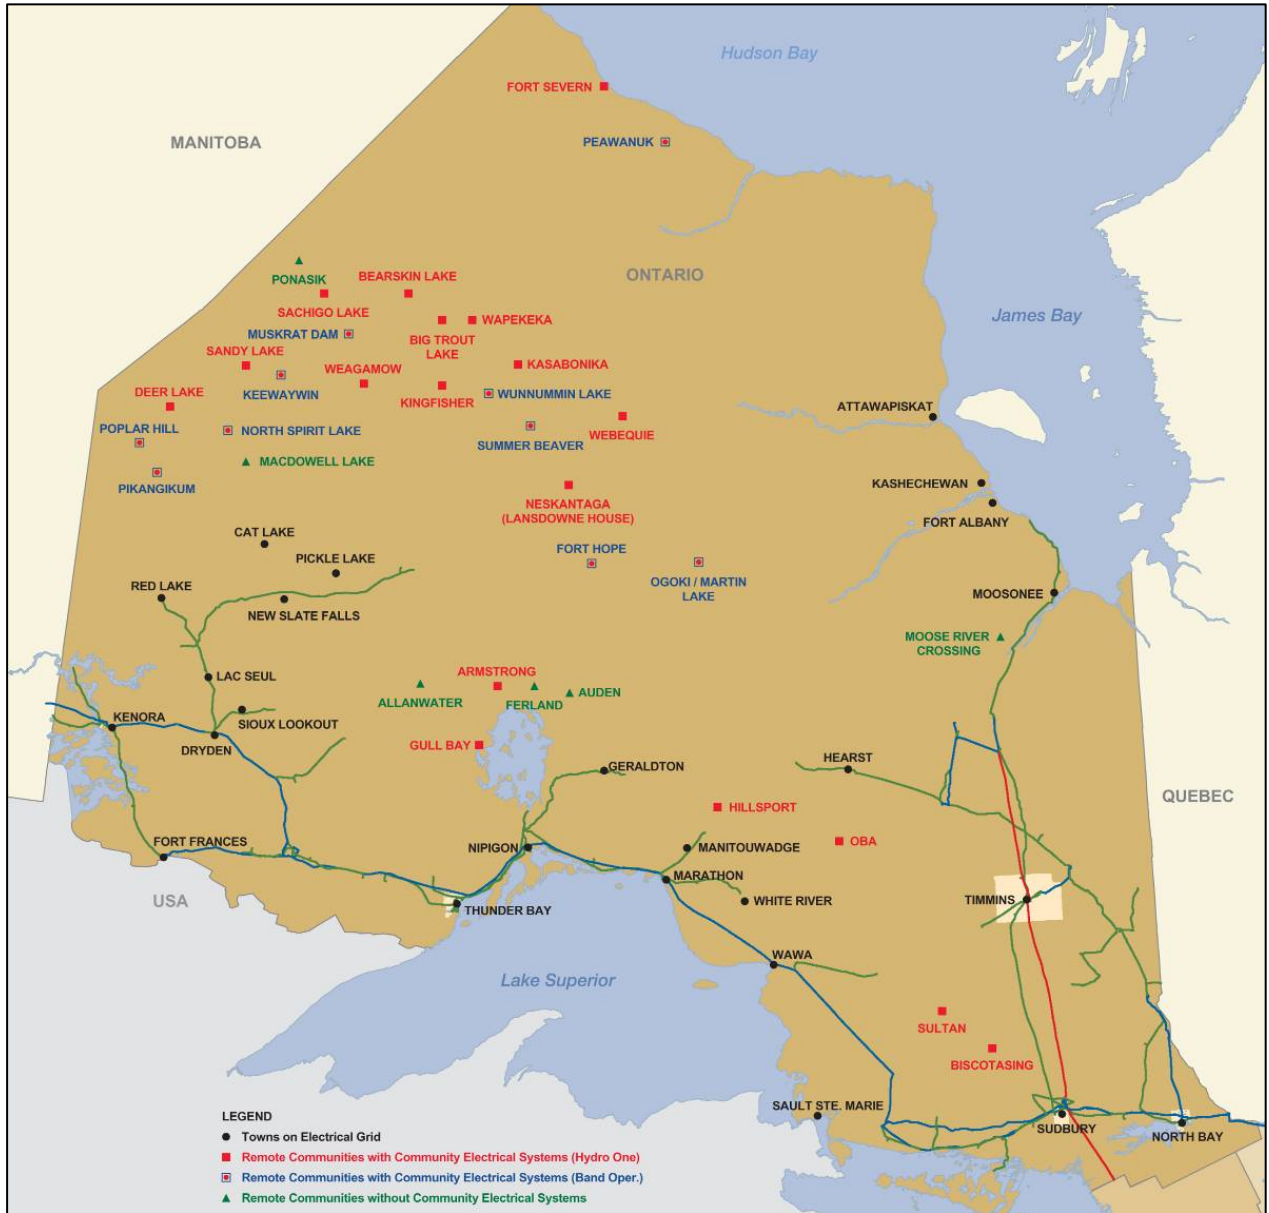 Hudson Bay
FORT SEVERN
MANITOBA
PEAWANUK
PONASIK
BEARSKIN LAKE
ONTARIO
SACHIGO LAKE
James Bay
MUSKRAT DAM
WAPEKEKA
BIG TROUT
LAKE
SANDY LAKE
WEAGAMOW
KASABONIKA
DEER LAKE
KEEWAYWIN
KINGFISHER
WUNNUMMIN LAKE
ATTAWAPISKAT
POPLAR HILL
NORTH SPIRIT LAKE
WEBEQUIE
SUMMER BEAVER
MACDOWELL LAKE
PIKANGIKUM
KASHECHEWAN
NESKANTAGA
(LANSDOWNE HOUSE)
FORT ALBANY
CAT LAKE
PICKLE LAKE
FORT HOPE
OGOKI / MARTIN
LAKE
RED LAKE
NEW SLATE FALLS
MOOSONEE
MOOSE RIVER
CROSSING
LAC SEUL
ARMSTRONG
ALLANWATER
FERLAND
AUDEN
KENORA
SIOUX LOOKOUT
DRYDEN
GULL BAY
GERALDTON
HEARST
QUEBEC
HILLSPORT
OBA
FORT FRANCES
NIPIGON
MANITOUWADGE
MARATHON
USA
THUNDER BAY
WHITE RIVER
TIMMINS
WAWA
Lake Superior
SULTAN
BISCOTASING
SAULT STE. MARIE
SUDBURY
NORTH BAY
LEGEND
Towns on Electrical Grid
Remote Communities with Community Electrical Systems (Hydro One)
Remote Communities with Community Electrical Systems (Band Oper.)
Remote Communities without Community Electrical Systems